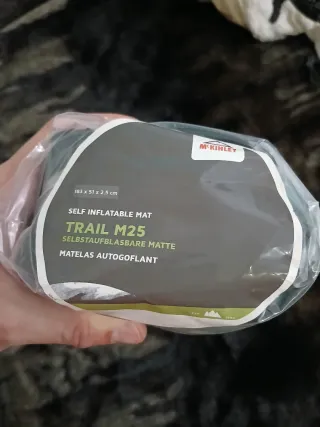 McKINLEY
183 x 51 x 2.5 cm
SELF INFLATABLE MAT
TRAIL M25
SELBSTAUFBLASBARE MATTE
MATELAS AUTOGOFLANT